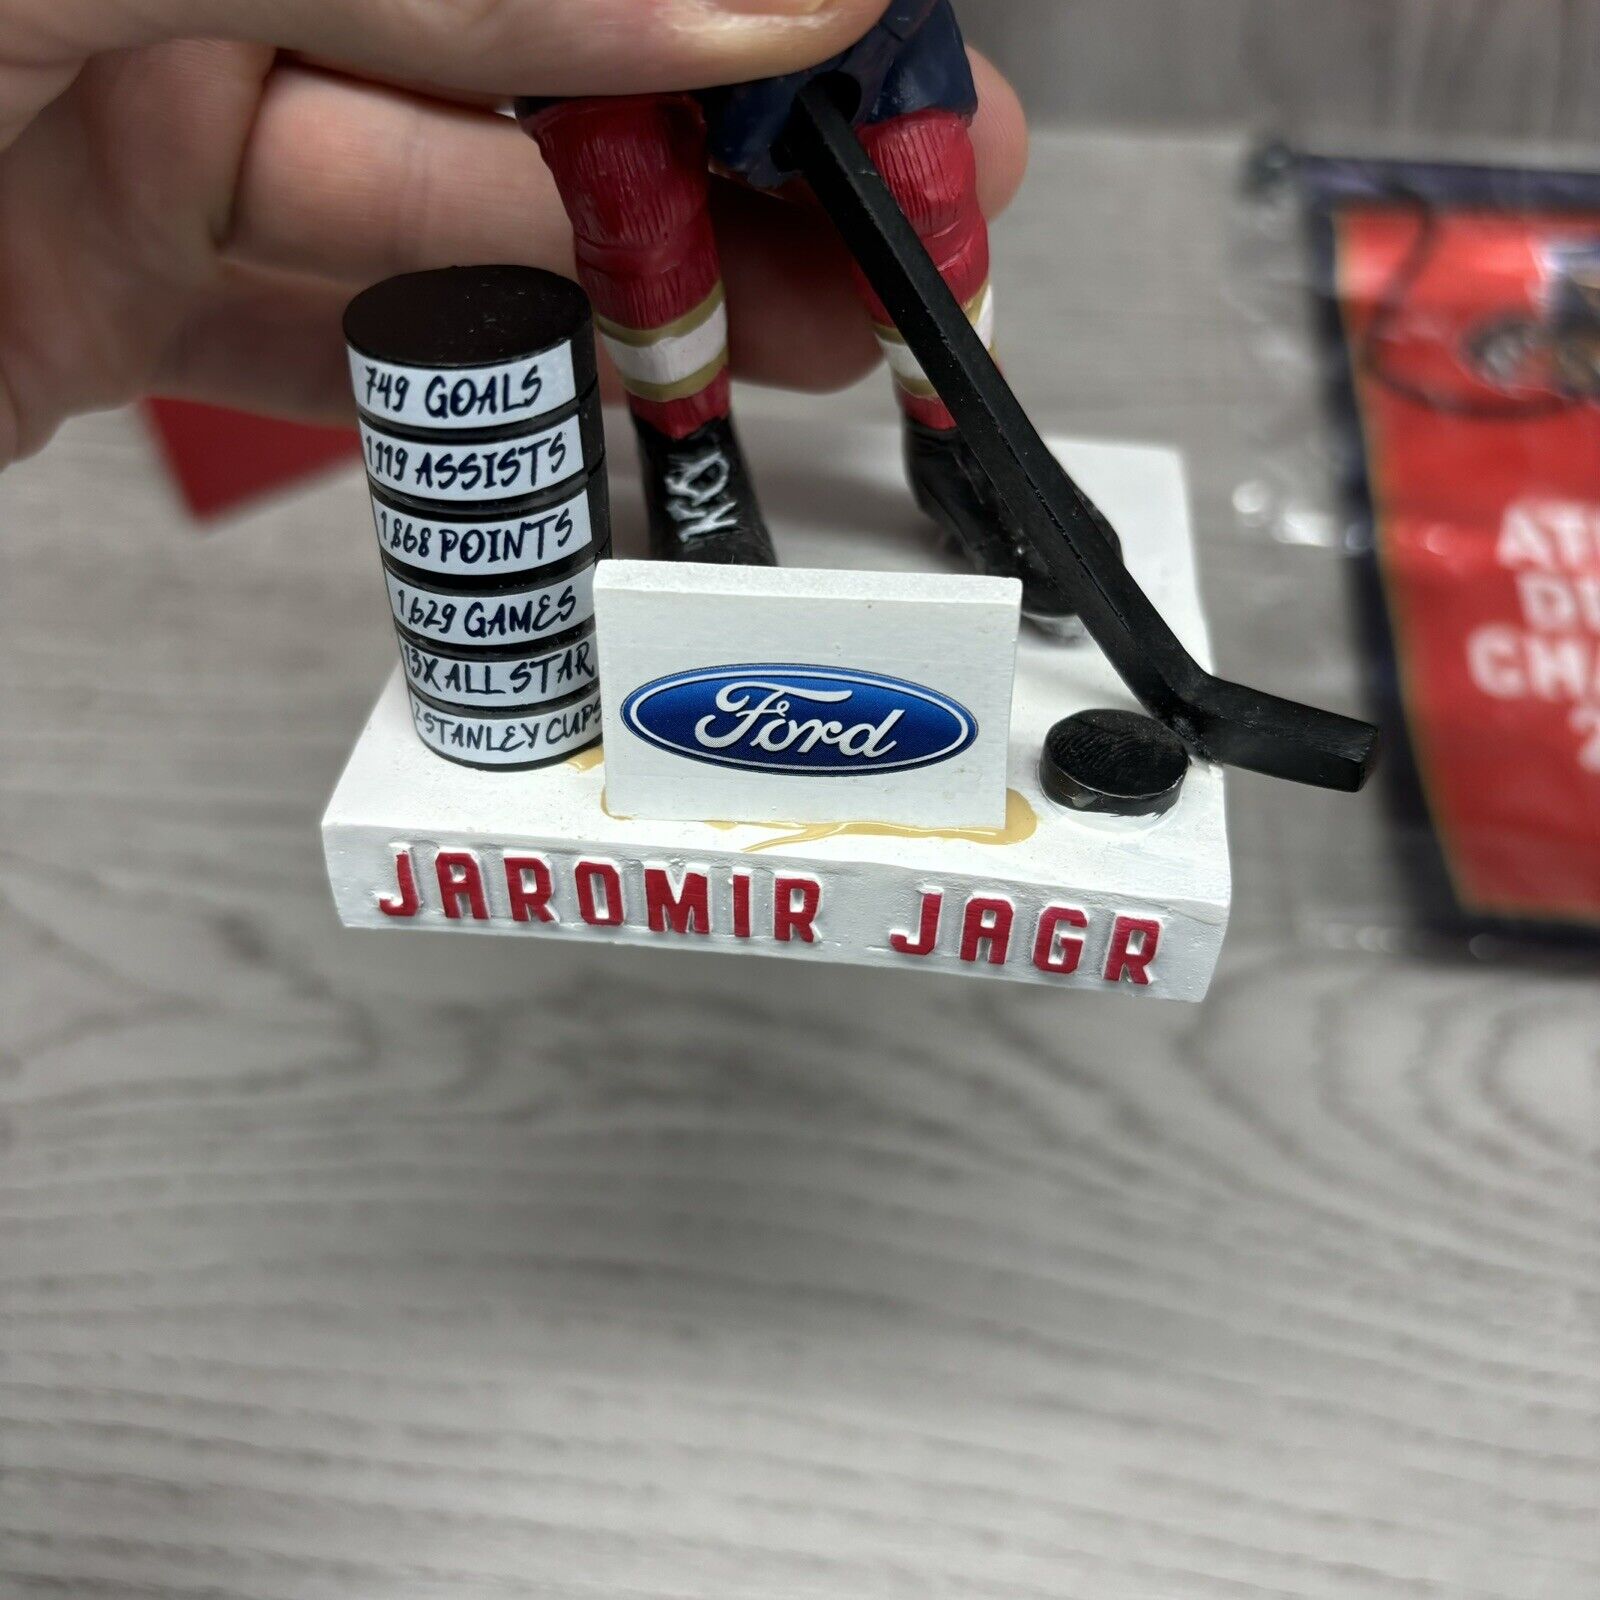 749 GOALS
1,119 ASSISTS
1,868 POINTS
1,629 GAMES
13X ALL STAR
2 STANLEY CUPS
Ford
JAROMIR JAGR